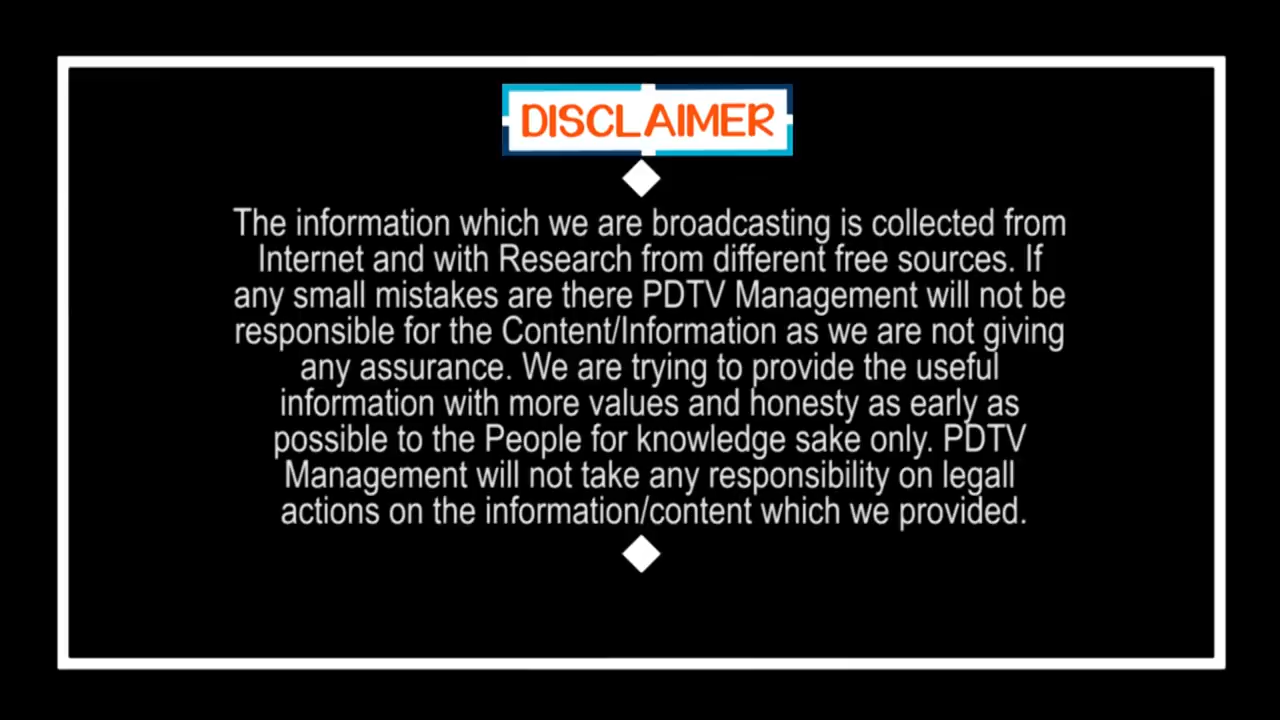 DISCLAIMER
The information which we are broadcasting is collected from
Internet and with Research from different free sources. If
any small mistakes are there PDTV Management will not be
responsible for the Content/Information as we are not giving
any assurance. We are trying to provide the useful
information with more values and honesty as early as
possible to the People for knowledge sake only. PDTV
Management will not take any responsibility on legall
actions on the information/content which we provided.